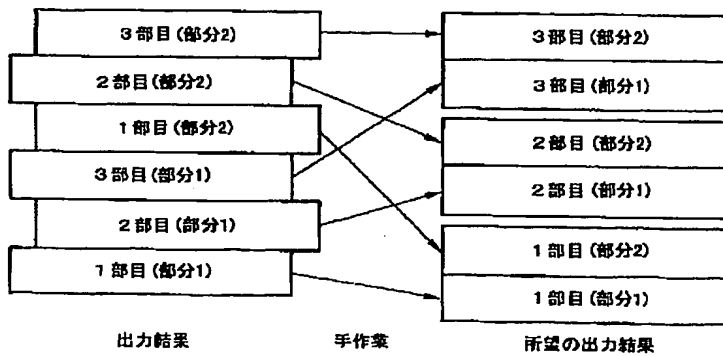 3部目(部分2)
2部目(部分2)
1部目(部分2)
3部目(部分1)
2部目(部分1)
1部目(部分1)
出力結果
手作業
3部目(部分2)
3部目(部分1)
2部目(部分2)
2部目(部分1)
1部目(部分2)
1部目(部分1)
所望の出力結果